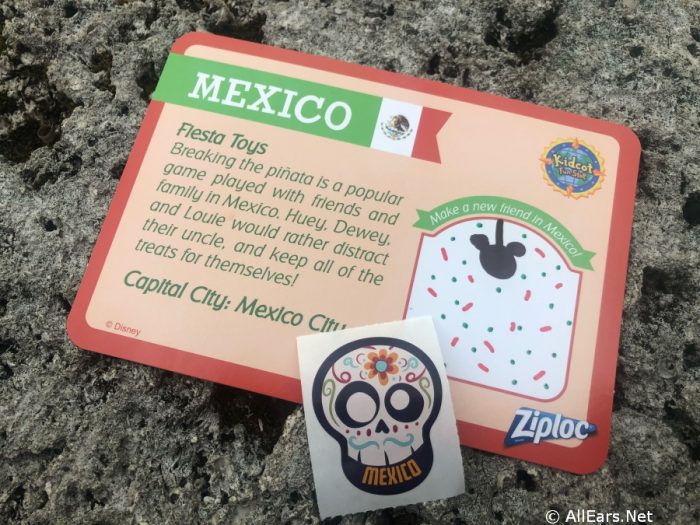 MEXICO
Fiesta Toys
Breaking the piñata is a popular
game played with friends and
family in Mexico. Huey, Dewey,
and Louie would rather distract
their uncle, and keep all of the
treats for themselves!
Capital City: Mexico City
© Disney
Kidcot
Fun Stop
Make a new friend in Mexico!
Ziploc
MEXICO
© AllEars.Net